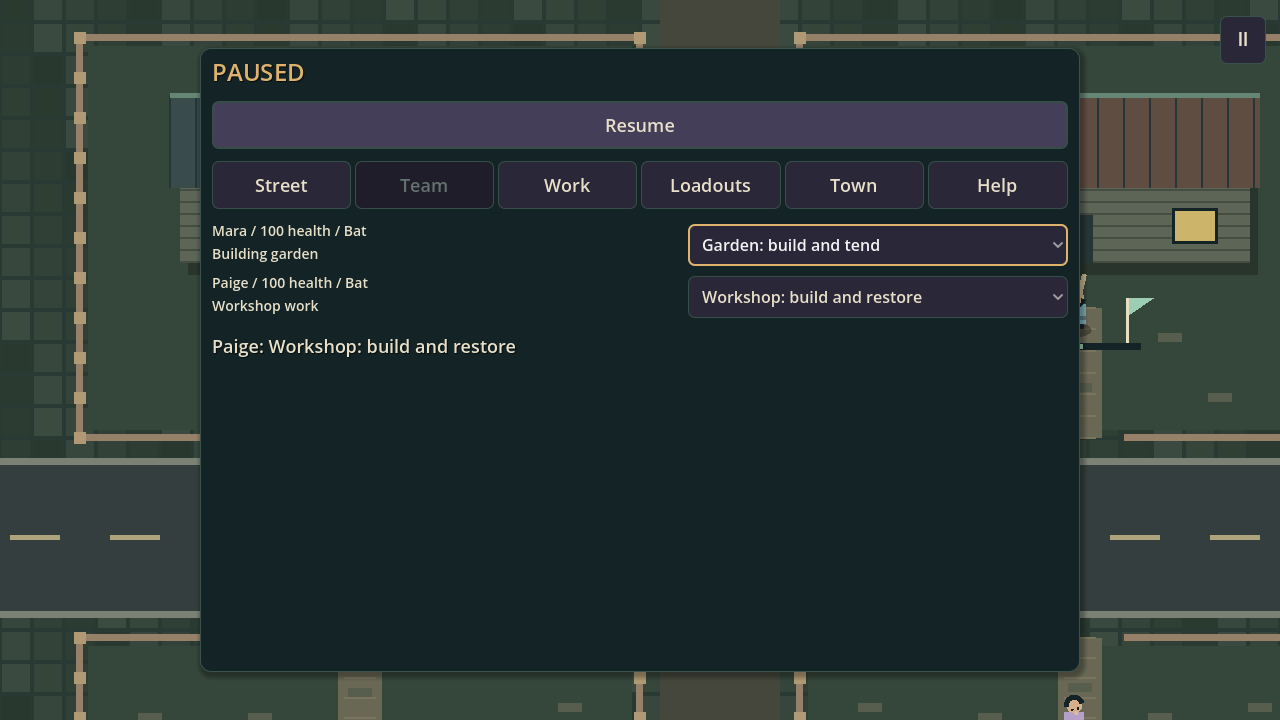 PAUSED
Resume
Street
Team
Work
Loadouts
Town
Help
Mara / 100 health / Bat
Building garden
Garden: build and tend
Paige / 100 health / Bat
Workshop work
Workshop: build and restore
Paige: Workshop: build and restore